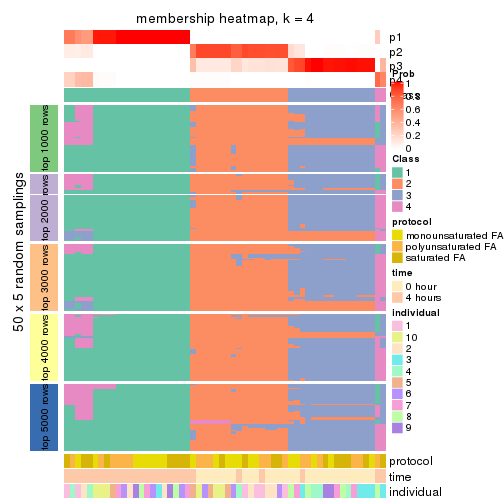 membership heatmap, k = 4
p1
p2
p3
p4
Class
Prob
1
0.8
0.6
0.4
0.2
0
Class
1
2
3
4
protocol
monounsaturated FA
polyunsaturated FA
saturated FA
time
0 hour
4 hours
individual
1
10
2
3
4
5
6
7
8
9
50 x 5 random samplings
top 1000 rows
top 2000 rows
top 3000 rows
top 4000 rows
top 5000 rows
protocol
time
individual